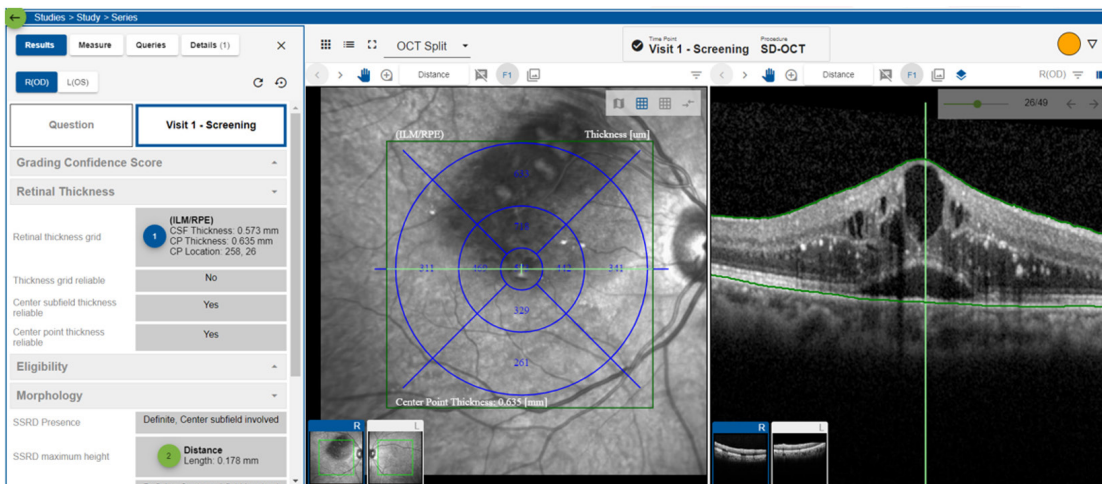 Studies > Study > Series
Results
Measure
Queries
Details (1)
R(OD)
L(OS)
Question
Visit 1 - Screening
Grading Confidence Score
Retinal Thickness
Retinal thickness grid
1
(ILM/RPE)
CSF Thickness: 0.573 mm
CP Thickness: 0.635 mm
CP Location: 258, 26
Thickness grid reliable
No
Center subfield thickness
reliable
Yes
Center point thickness
reliable
Yes
Eligibility
Morphology
SSRD Presence
Definite, Center subfield involved
SSRD maximum height
2
Distance
Length: 0.178 mm
OCT Split
Time Point
Visit 1 - Screening
Procedure
SD-OCT
Distance
F1
(ILM/RPE)
Thickness [um]
311
442
341
329
261
Center Point Thickness: 0.635 [mm]
R
L
Distance
F1
R(OD)
26/49
R
L